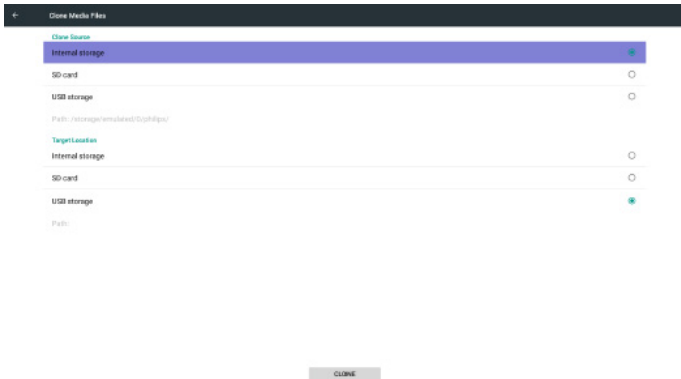 Clone Media Files
Clone Source
Internal storage
SD card
USB storage
Path: /storage/emulated/0/philips/
Target Location
Internal storage
SD card
USB storage
Path:
CLONE